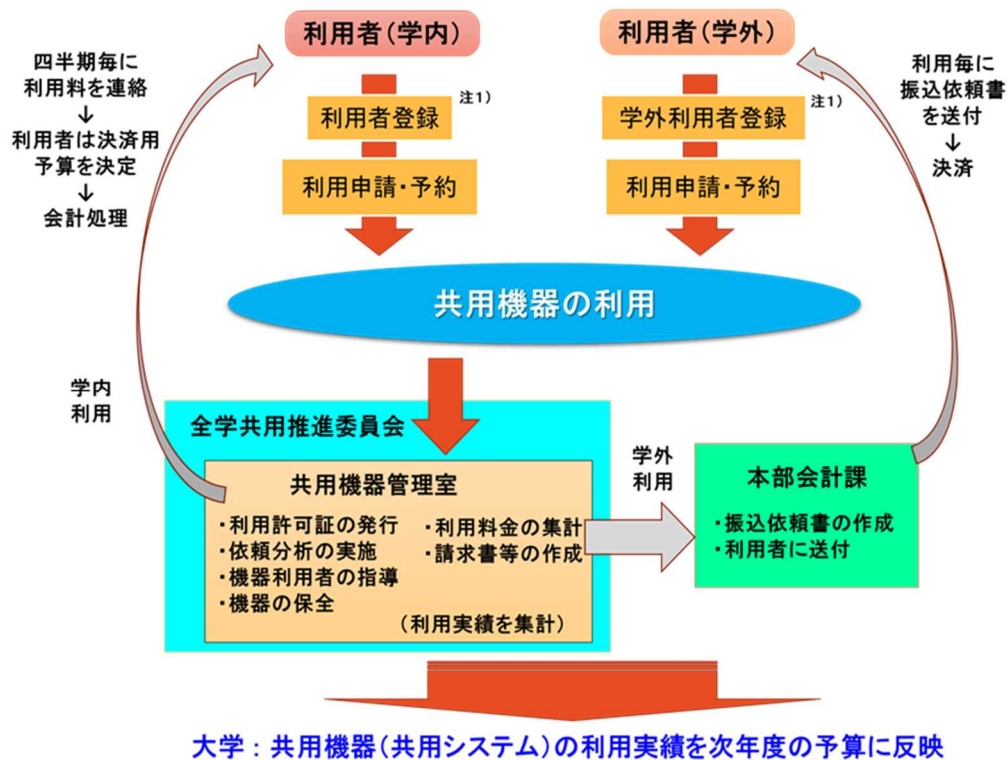 利用者(学内)
利用者(学外)
四半期毎に
利用料を連絡
↓
利用者は決済用
予算を決定
↓
会計処理
利用者登録
注1)
学外利用者登録
注1)
利用毎に
振込依頼書
を送付
↓
決済
利用申請・予約
利用申請・予約
共用機器の利用
学内
利用
全学共用推進委員会
共用機器管理室
・利用許可証の発行
・依頼分析の実施
・機器利用者の指導
・機器の保全
・利用料金の集計
・請求書等の作成
(利用実績を集計)
学外
利用
本部会計課
・振込依頼書の作成
・利用者に送付
大学：共用機器(共用システム)の利用実績を次年度の予算に反映